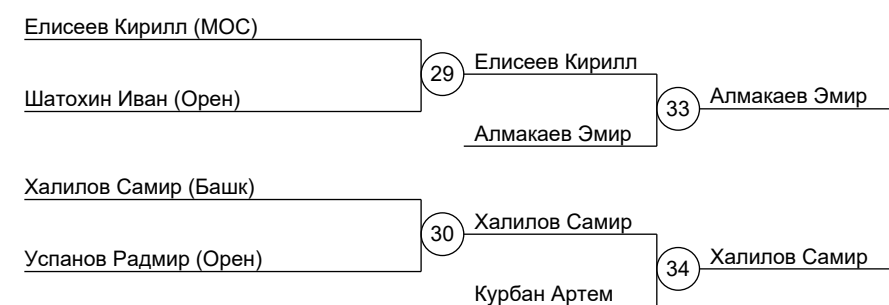 Елисеев Кирилл (МОС)
29
Елисеев Кирилл
Шатохин Иван (Орен)
33
Алмакаев Эмир
Алмакаев Эмир
Халилов Самир (Башк)
30
Халилов Самир
Успанов Радмир (Орен)
34
Халилов Самир
Курбан Артем